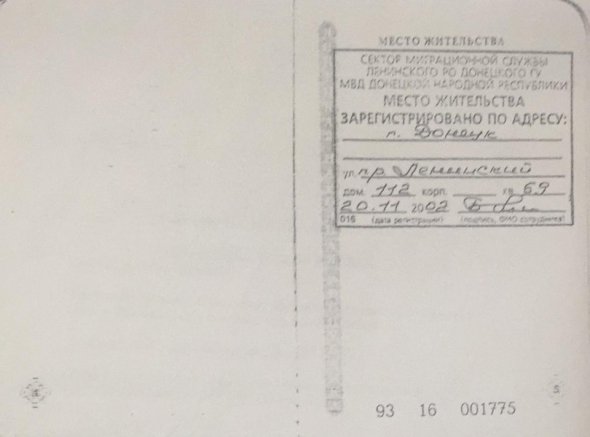 МЕСТО ЖИТЕЛЬСТВА
СЕКТОР МИГРАЦИОННОЙ СЛУЖБЫ
ЛЕНИНСКОГО РО ДОНЕЦКОГО ГУ
МВД ДОНЕЦКОЙ НАРОДНОЙ РЕСПУБЛИКИ
МЕСТО ЖИТЕЛЬСТВА
ЗАРЕГИСТРИРОВАНО ПО АДРЕСУ:
г. Донецк
ул. пр Ленинский
дом. 112 корп. кв 69
20.11 2002
016 (дата регистрации) (подпись, ФИО сотрудника)
93 16 001775